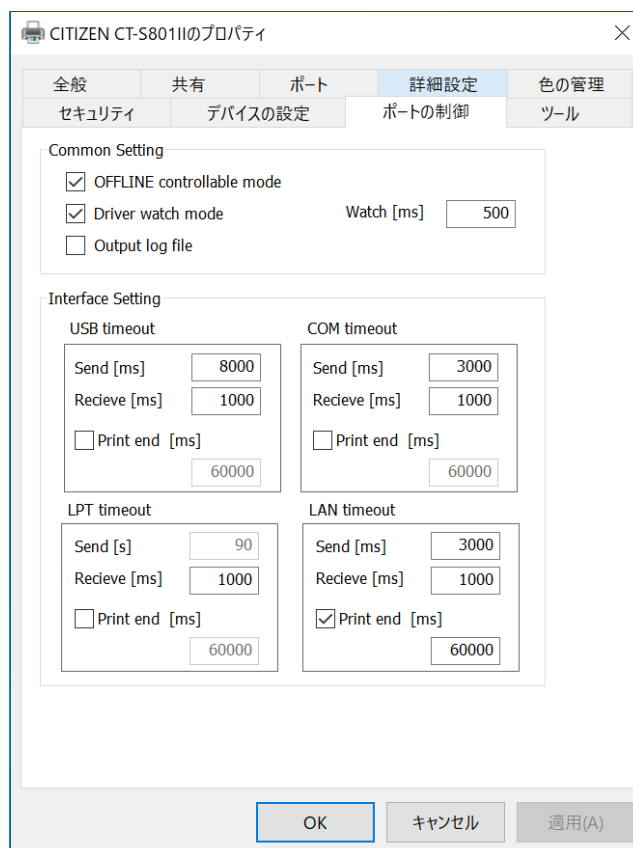 CITIZEN CT-S801IIのプロパティ
全般 共有 ポート 詳細設定 色の管理
セキュリティ デバイスの設定 ポートの制御 ツール
Common Setting
OFFLINE controllable mode
Driver watch mode Watch [ms] 500
Output log file
Interface Setting
USB timeout COM timeout
Send [ms] 8000 Send [ms] 3000
Recieve [ms] 1000 Recieve [ms] 1000
Print end [ms] Print end [ms]
60000 60000
LPT timeout LAN timeout
Send [s] 90 Send [ms] 3000
Recieve [ms] 1000 Recieve [ms] 1000
Print end [ms] Print end [ms]
60000 60000
OK キャンセル 適用(A)